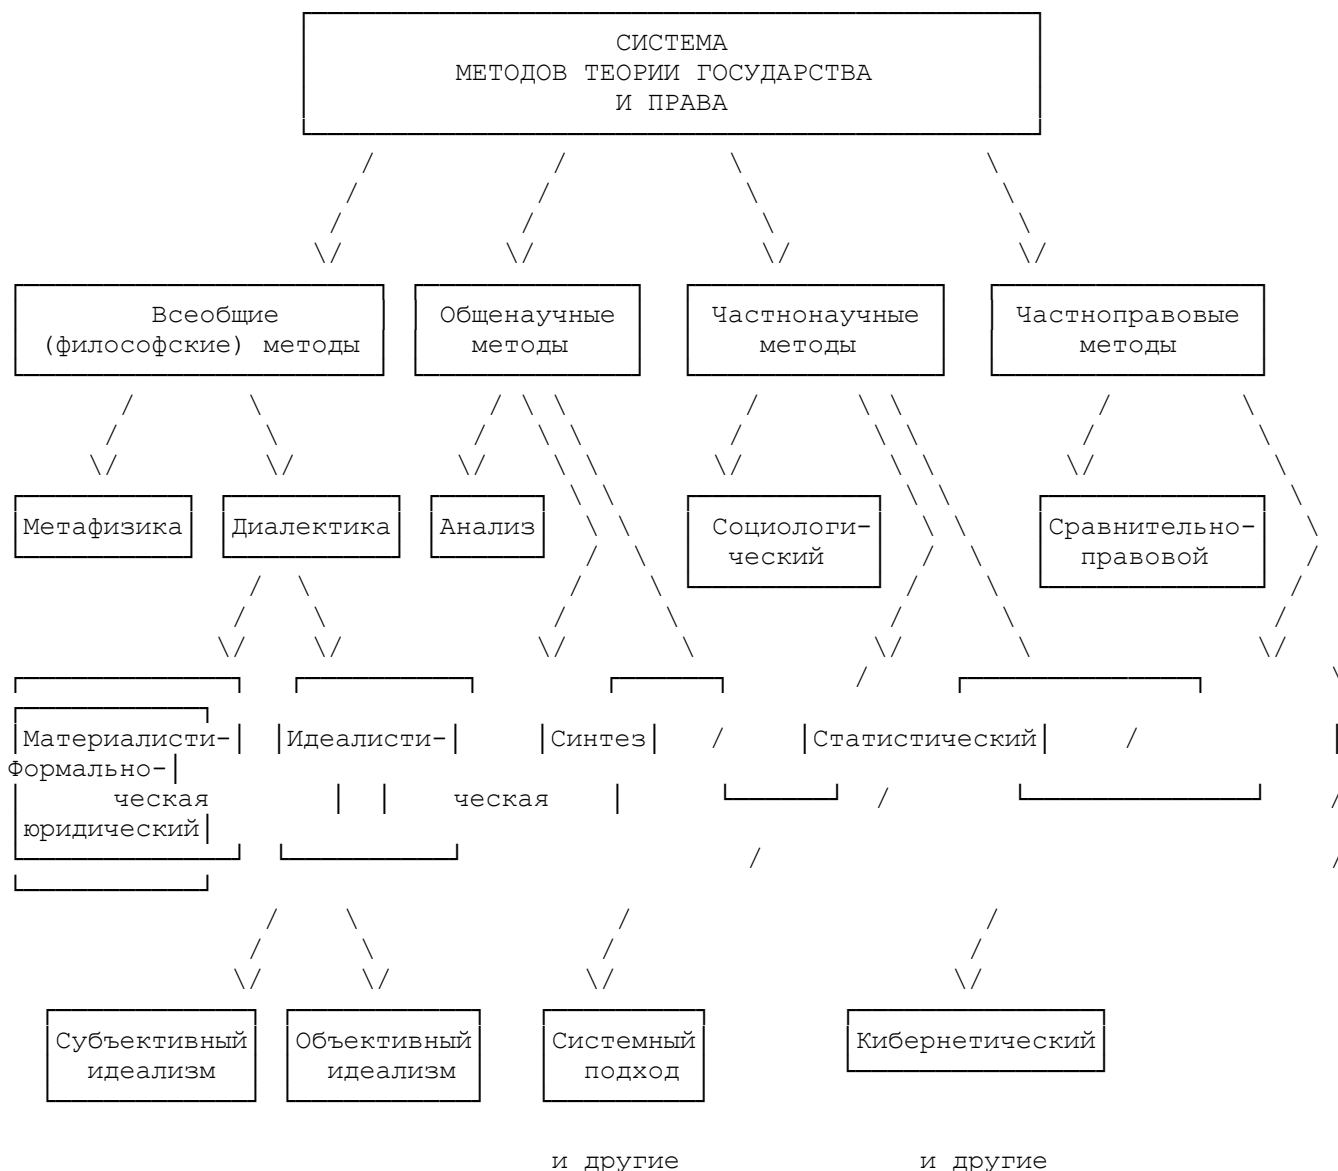 СИСТЕМА
МЕТОДОВ ТЕОРИИ ГОСУДАРСТВА
И ПРАВА
Всеобщие Общенаучные Частнонаучные Частноправовые
(философские) методы методы методы методы
Метафизика Диалектика Анализ Социологи- Сравнительно-
ческий правовой
Материалисти- Идеалисти- Синтез Статистический
Формально-
ческая ческая
юридический
Субъективный Объективный Системный Кибернетический
идеализм идеализм подход
и другие и другие